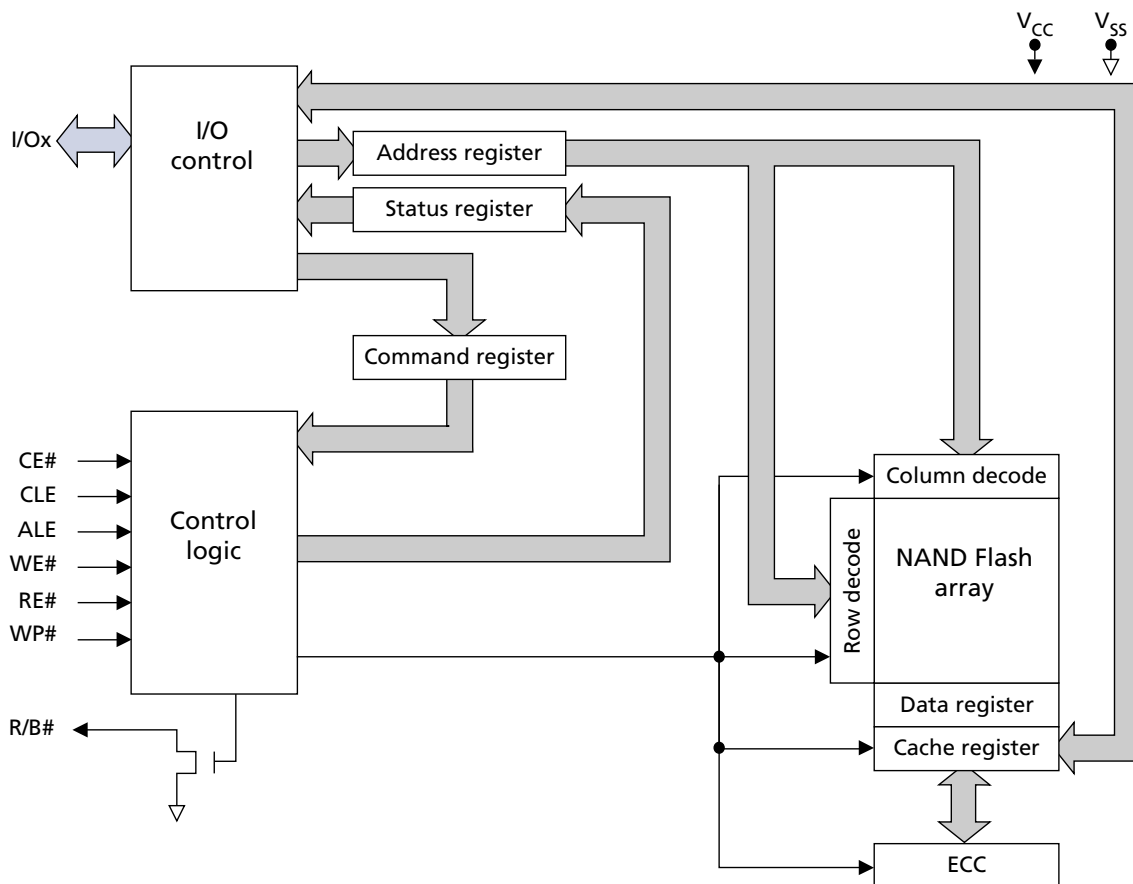 VCC
VSS
I/Ox
I/O
control
Address register
Status register
Command register
CE#
CLE
ALE
WE#
RE#
WP#
Control
logic
Column decode
Row decode
NAND Flash
array
Data register
Cache register
R/B#
ECC